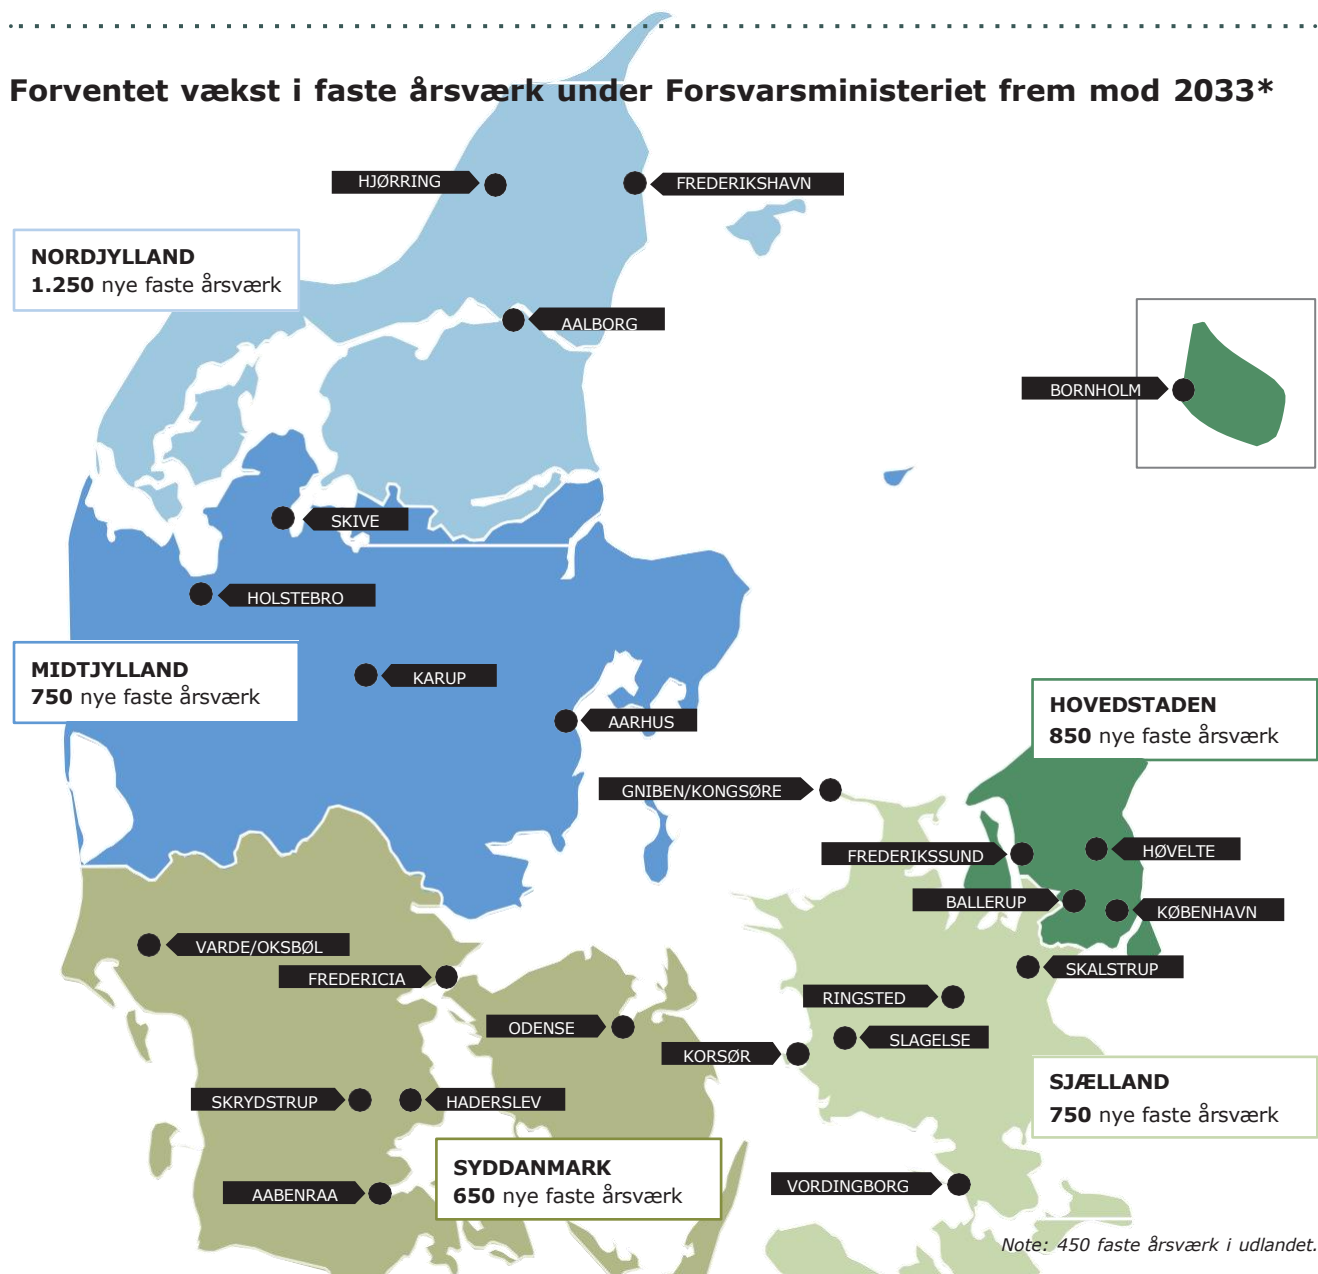 Forventet vækst i faste årsværk under Forsvarsministeriet frem mod 2033*
HJØRRING
FREDERIKSHAVN
NORDJYLLAND
1.250 nye faste årsværk
AALBORG
BORNHOLM
SKIVE
HOLSTEBRO
MIDTJYLLAND
750 nye faste årsværk
KARUP
AARHUS
HOVEDSTADEN
850 nye faste årsværk
GNIBEN/KONGSØRE
FREDERIKSSUND
HØVELTE
BALLERUP
KØBENHAVN
VARDE/OKSBØL
FREDERICIA
SKALSTRUP
RINGSTED
ODENSE
SLAGELSE
KORSØR
SKRYDSTRUP
HADERSLEV
SJÆLLAND
750 nye faste årsværk
SYDDANMARK
650 nye faste årsværk
AABENRAA
VORDINGBORG
Note: 450 faste årsværk i udlandet.